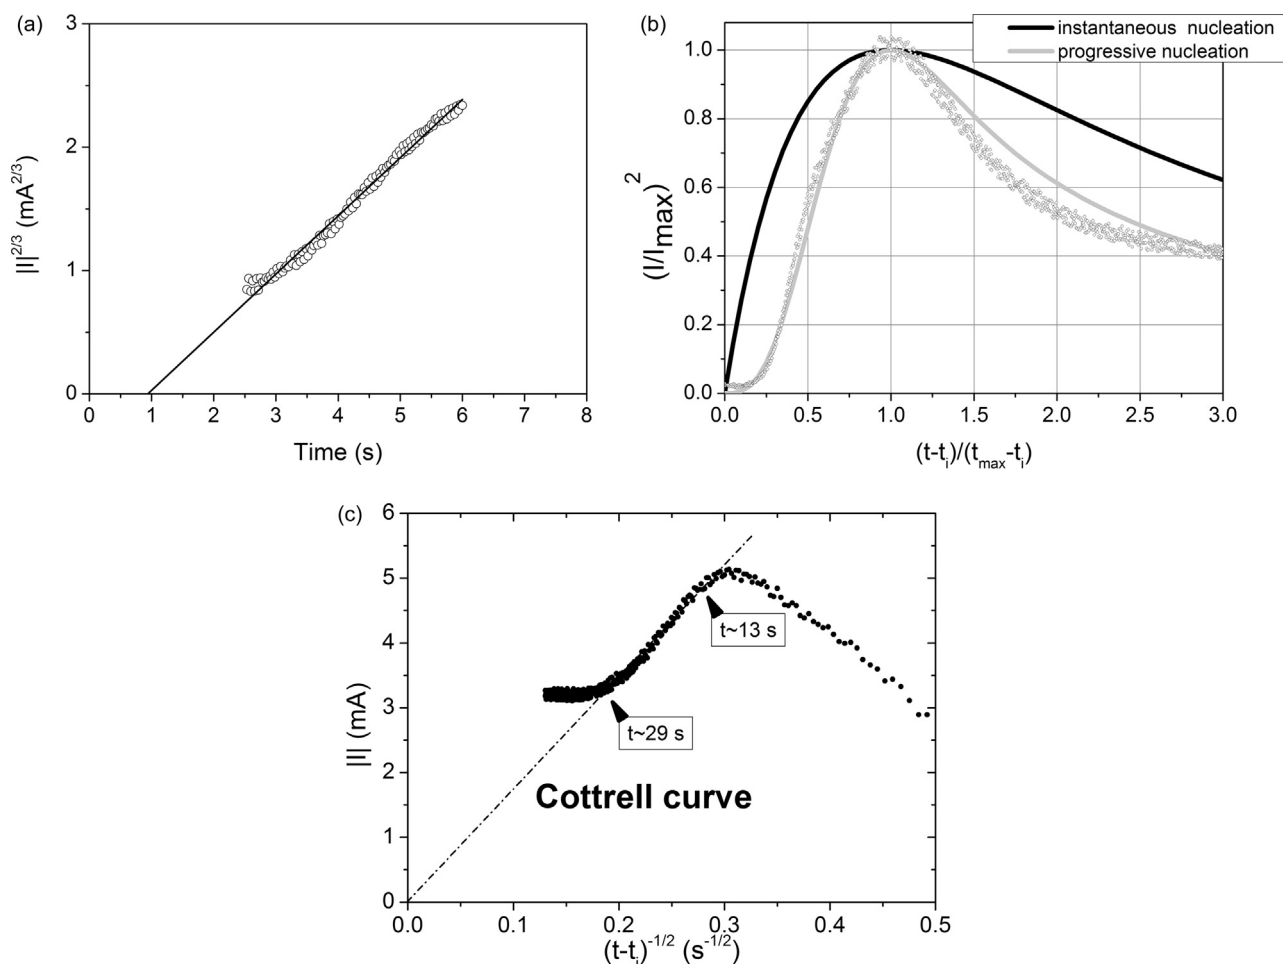 (a)
3
2
1
0
|I|^{2/3} (mA^{2/3})
0 1 2 3 4 5 6 7 8
Time (s)
(b)
instantaneous nucleation
progressive nucleation
1.0
0.8
0.6
0.4
0.2
0.0
(I/I_{max})^2
0.0 0.5 1.0 1.5 2.0 2.5 3.0
(t-t_i)/(t_{max}-t_i)
(c)
6
5
4
3
2
1
0
|I| (mA)
t~13 s
t~29 s
Cottrell curve
0.0 0.1 0.2 0.3 0.4 0.5
(t-t_i)^{-1/2} (s^{-1/2})